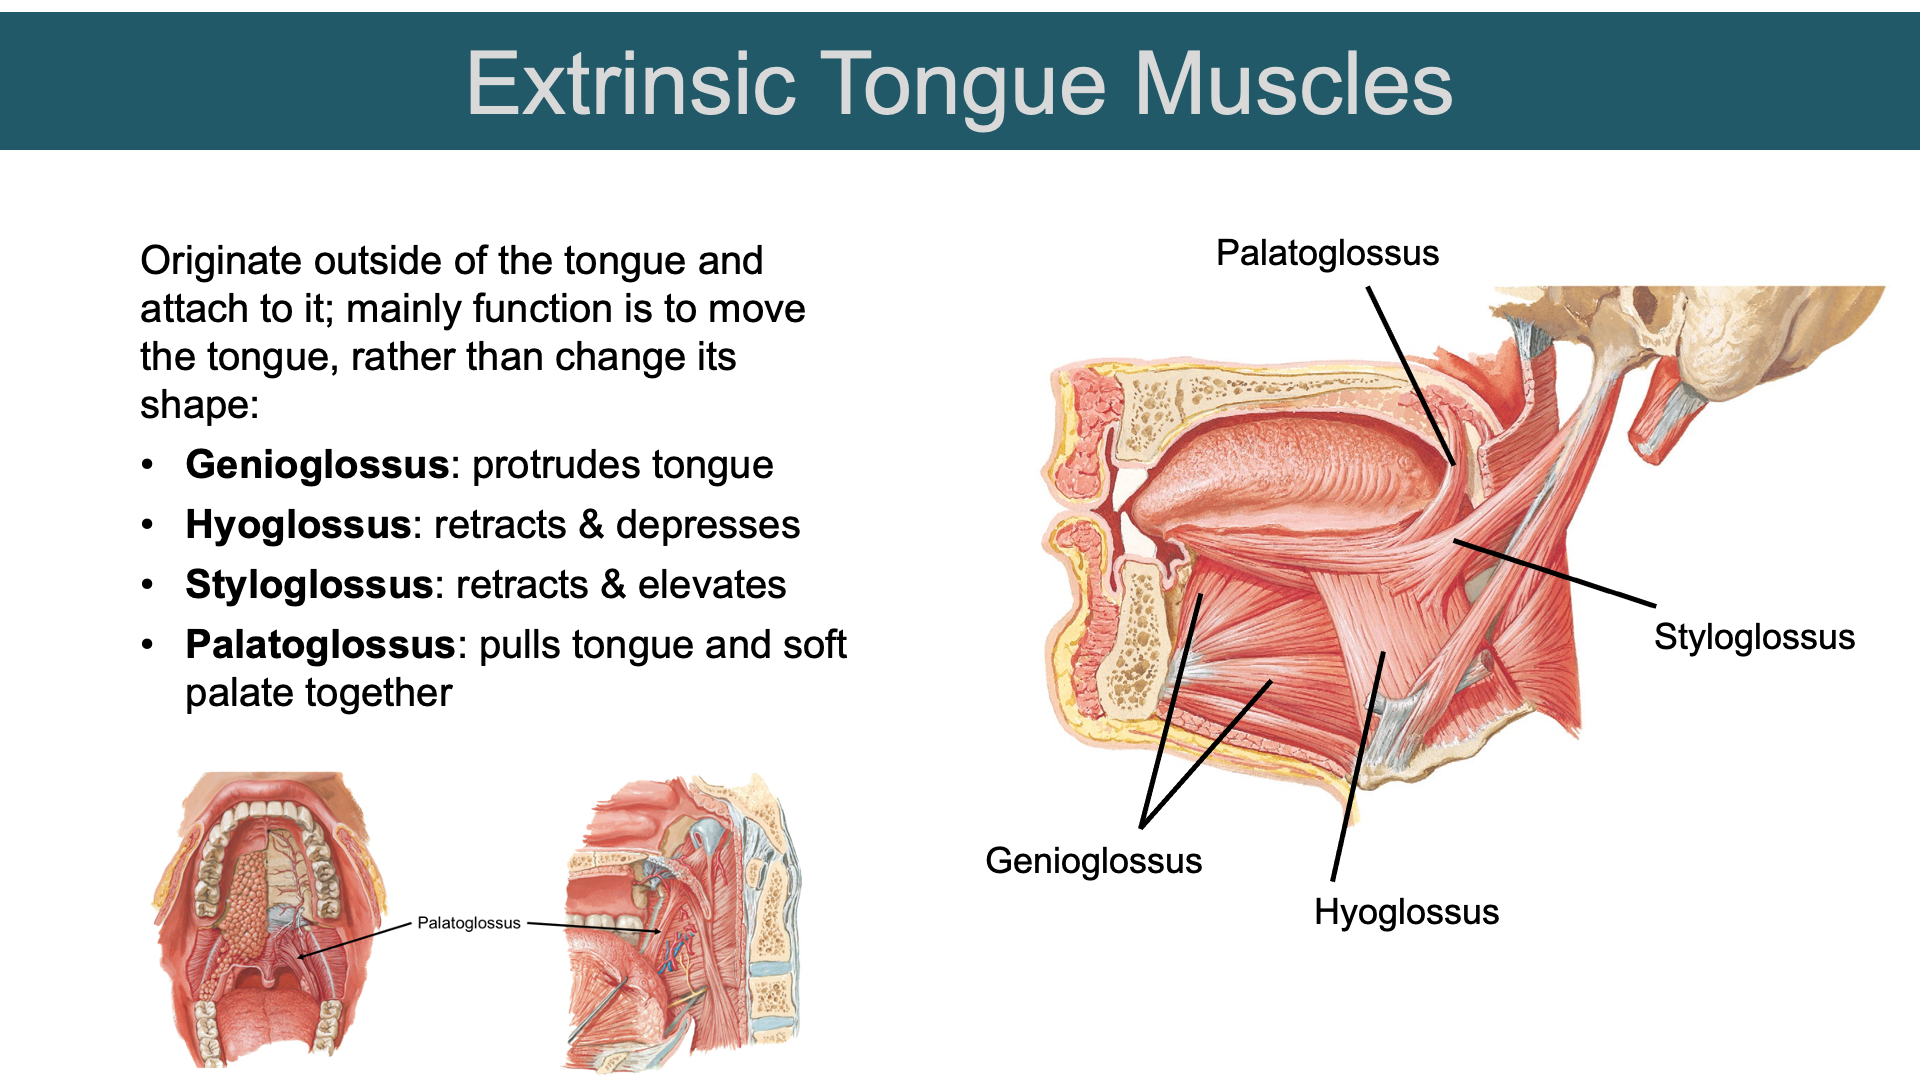 Extrinsic Tongue Muscles
Originate outside of the tongue and
attach to it; mainly function is to move
the tongue, rather than change its
shape:
• Genioglossus: protrudes tongue
• Hyoglossus: retracts & depresses
• Styloglossus: retracts & elevates
• Palatoglossus: pulls tongue and soft
palate together
Palatoglossus
Palatoglossus
Styloglossus
Genioglossus
Hyoglossus